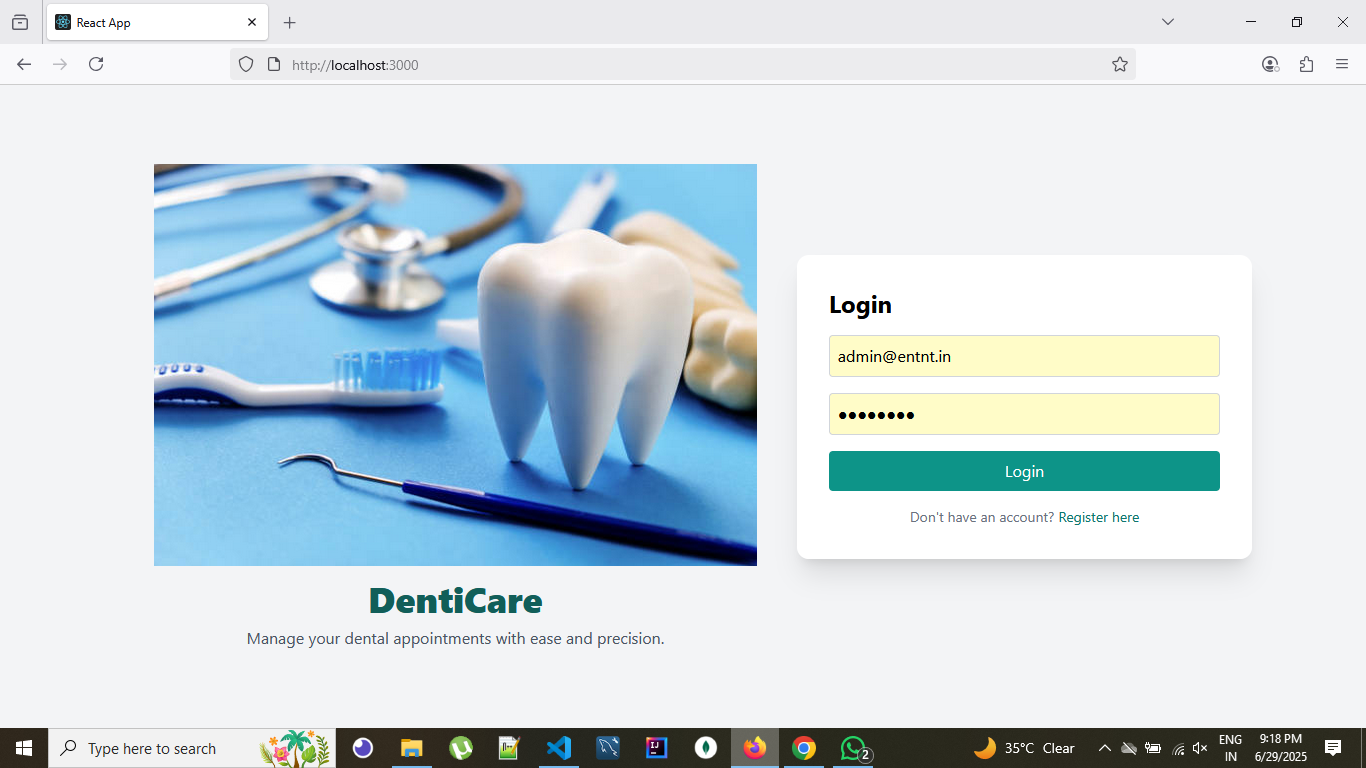 React App
http://localhost:3000
Login
admin@entnt.in
••••••••
Login
Don't have an account? Register here
DentiCare
Manage your dental appointments with ease and precision.
Type here to search
IJ
2
35°C Clear
ENG
IN
9:18 PM
6/29/2025